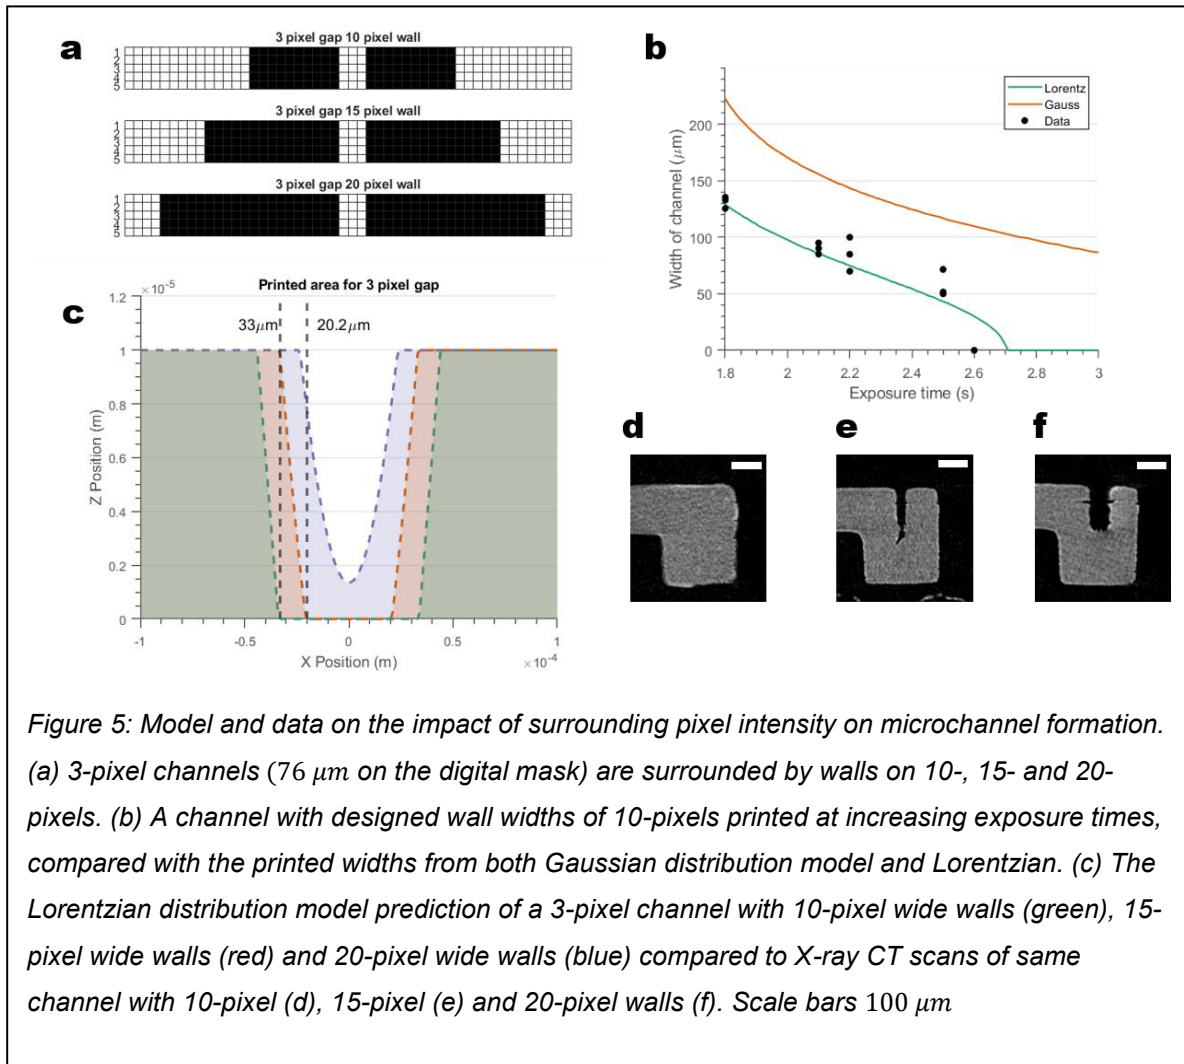 a
3 pixel gap 10 pixel wall
1
2
3
4
5
3 pixel gap 15 pixel wall
1
2
3
4
5
3 pixel gap 20 pixel wall
1
2
3
4
5
b
Width of channel (μm)
200
150
100
50
0
1.8 2 2.2 2.4 2.6 2.8 3
Exposure time (s)
Lorentz
Gauss
Data
c
Printed area for 3 pixel gap
×10⁻⁵
33μm 20.2μm
Z Position (m)
1.2
1
0.8
0.6
0.4
0.2
0
-1 -0.5 0 0.5 1
X Position (m)
×10⁻⁴
d
e
f
Figure 5: Model and data on the impact of surrounding pixel intensity on microchannel formation.
(a) 3-pixel channels (76 μm on the digital mask) are surrounded by walls on 10-, 15- and 20-
pixels. (b) A channel with designed wall widths of 10-pixels printed at increasing exposure times,
compared with the printed widths from both Gaussian distribution model and Lorentzian. (c) The
Lorentzian distribution model prediction of a 3-pixel channel with 10-pixel wide walls (green), 15-
pixel wide walls (red) and 20-pixel wide walls (blue) compared to X-ray CT scans of same
channel with 10-pixel (d), 15-pixel (e) and 20-pixel walls (f). Scale bars 100 μm